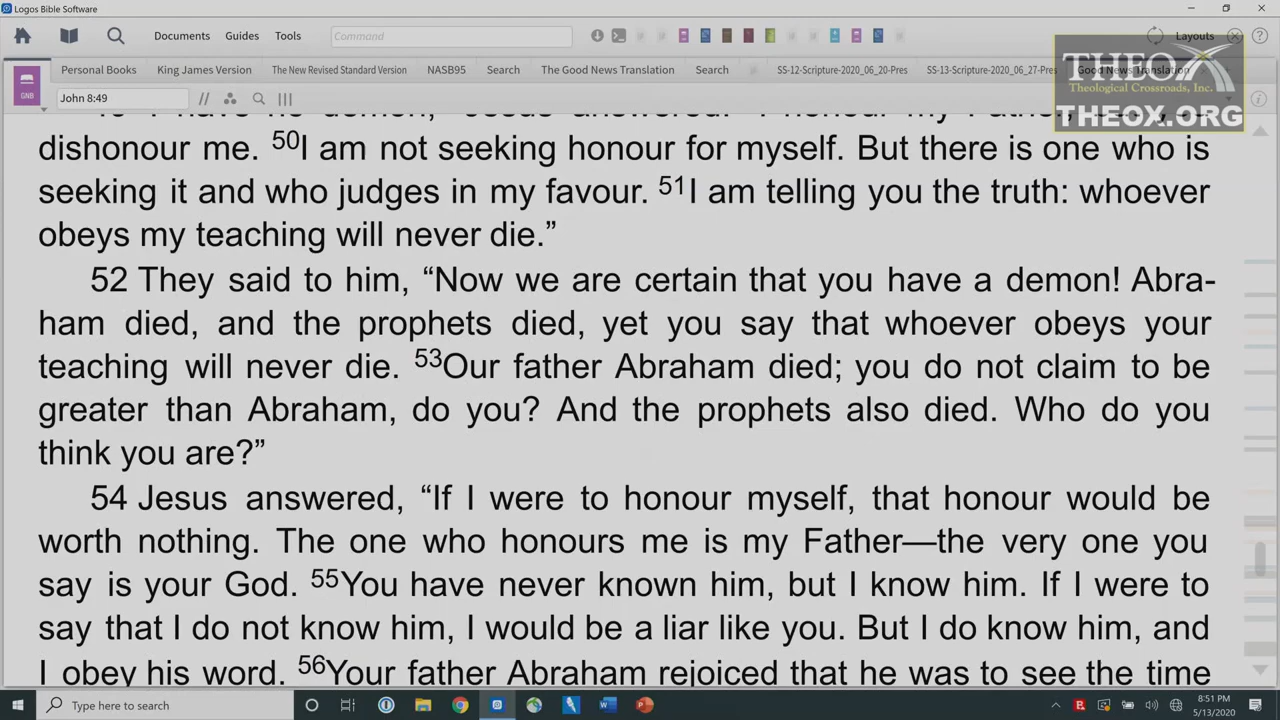 Logos Bible Software
Documents Guides Tools Command Layouts
Personal Books King James Version The New Revised Standard Search The Good News Translation Search SS-12-Scripture-2020_06_20-Pres SS-13-Scripture-2020_06_27-Pres Good News Translation
THEOX
Theological Crossroads, Inc.
THEOX.ORG
GNB
John 8:49
I have no demon, Jesus answered. I honour my
dishonour me. 50I am not seeking honour for myself. But there is one who is
seeking it and who judges in my favour. 51I am telling you the truth: whoever
obeys my teaching will never die.”
52 They said to him, “Now we are certain that you have a demon! Abra-
ham died, and the prophets died, yet you say that whoever obeys your
teaching will never die. 53Our father Abraham died; you do not claim to be
greater than Abraham, do you? And the prophets also died. Who do you
think you are?”
54 Jesus answered, “If I were to honour myself, that honour would be
worth nothing. The one who honours me is my Father—the very one you
say is your God. 55You have never known him, but I know him. If I were to
say that I do not know him, I would be a liar like you. But I do know him, and
I obey his word. 56Your father Abraham rejoiced that he was to see the time
Type here to search
8:51 PM
5/13/2020